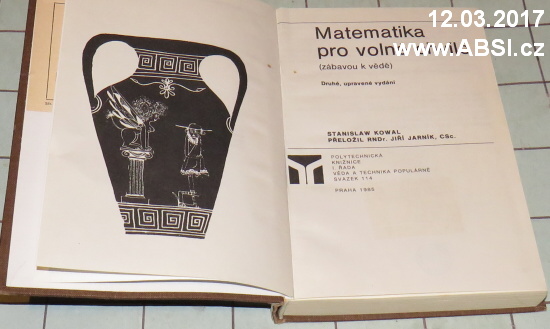 12.03.2017
www.ABSI.cz
Matematika
pro
(zábavou k vědě)
Druhé, opravené vydání
STANISLAW KOWAL
PŘELOŽIL RNDr. JIŘÍ JARNÍK, CSc.
POLYTECHNICKÁ
KNIŽNICE
I. ŘADA
VĚDA A TECHNIKA POPULÁRNĚ
SVAZEK 114
PRAHA 1985